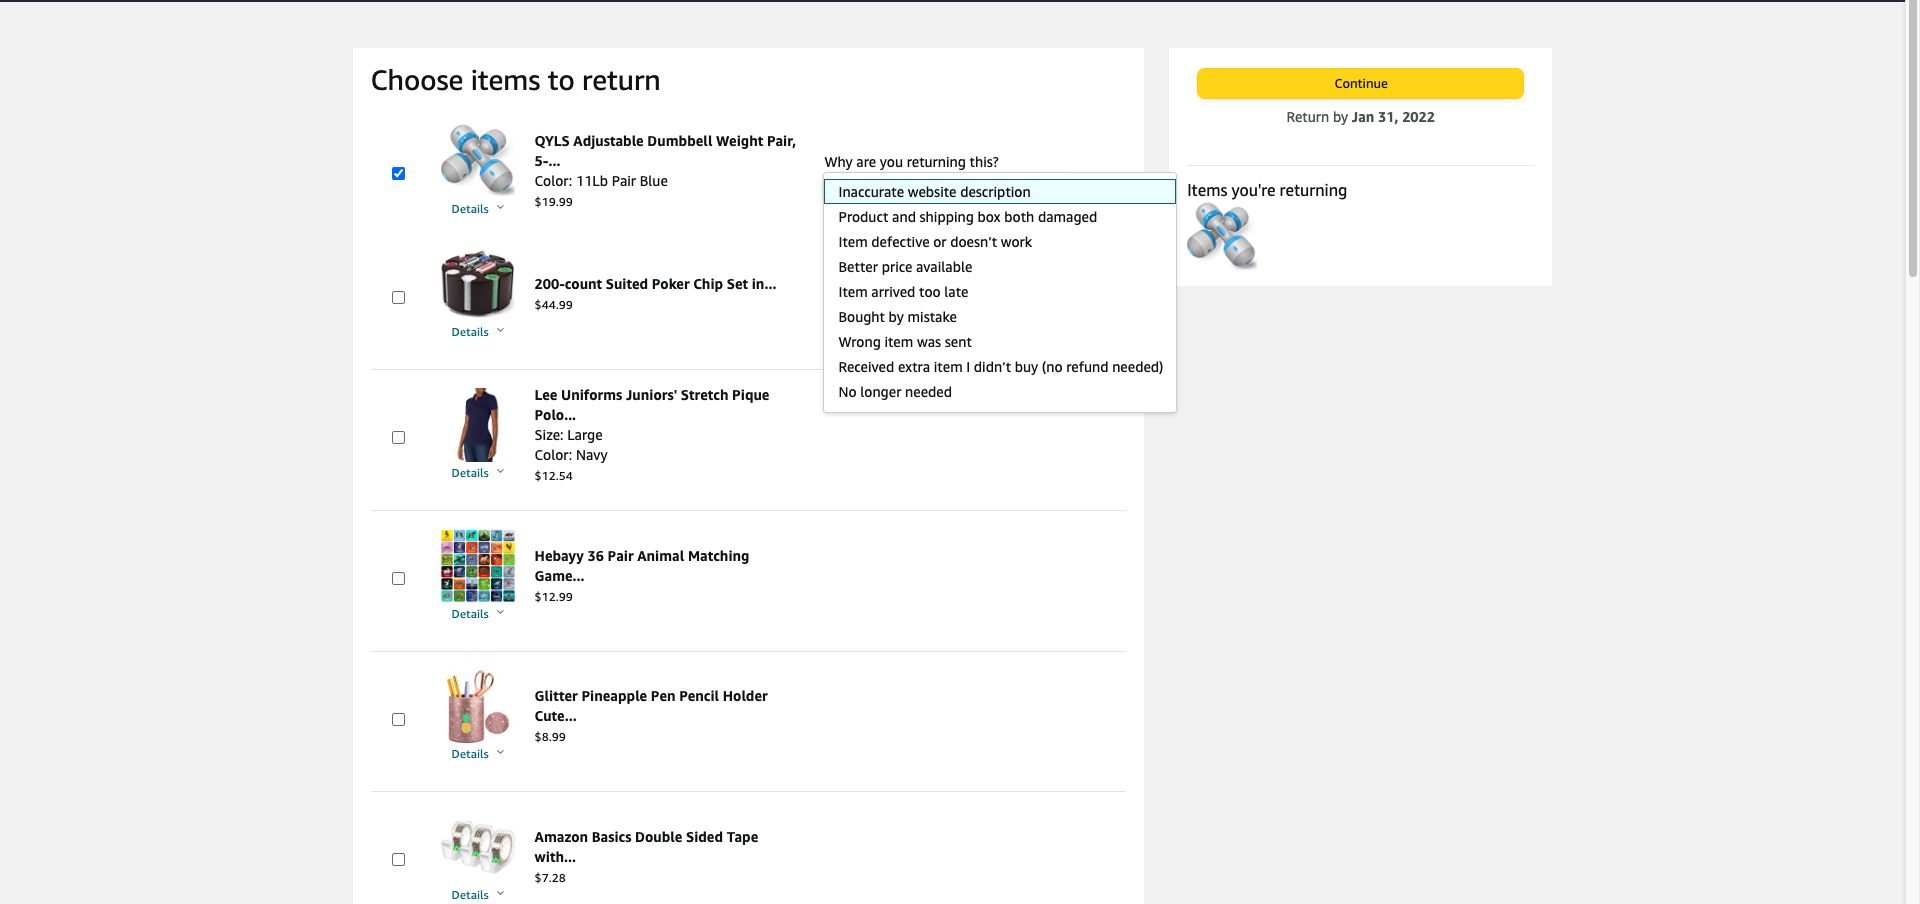 Choose items to return
QYLS Adjustable Dumbbell Weight Pair,
5-...
Color: 11Lb Pair Blue
$19.99
Details
Why are you returning this?
Inaccurate website description
Product and shipping box both damaged
Item defective or doesn’t work
Better price available
Item arrived too late
Bought by mistake
Wrong item was sent
Received extra item I didn’t buy (no refund needed)
No longer needed
200-count Suited Poker Chip Set in...
$44.99
Details
Lee Uniforms Juniors' Stretch Pique
Polo...
Size: Large
Color: Navy
$12.54
Details
Hebayy 36 Pair Animal Matching
Game...
$12.99
Details
Glitter Pineapple Pen Pencil Holder
Cute...
$8.99
Details
Amazon Basics Double Sided Tape
with...
$7.28
Details
Continue
Return by Jan 31, 2022
Items you're returning